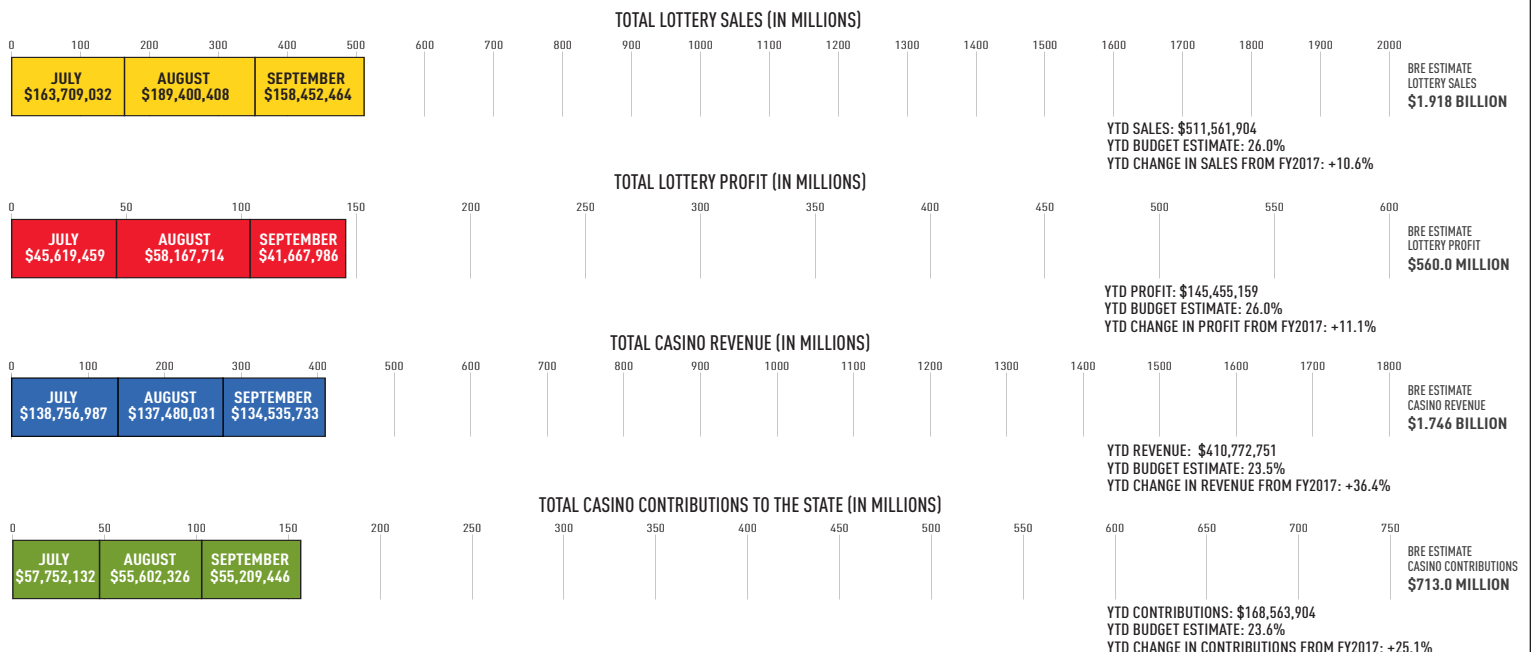 TOTAL LOTTERY SALES (IN MILLIONS)
0 100 200 300 400 500 600 700 800 900 1000 1100 1200 1300 1400 1500 1600 1700 1800 1900 2000
JULY AUGUST SEPTEMBER
$163,709,032 $189,400,408 $158,452,464
BRE ESTIMATE
LOTTERY SALES
$1.918 BILLION
YTD SALES: $511,561,904
YTD BUDGET ESTIMATE: 26.0%
YTD CHANGE IN SALES FROM FY2017: +10.6%
TOTAL LOTTERY PROFIT (IN MILLIONS)
0 50 100 150 200 250 300 350 400 450 500 550 600
JULY AUGUST SEPTEMBER
$45,619,459 $58,167,714 $41,667,986
BRE ESTIMATE
LOTTERY PROFIT
$560.0 MILLION
YTD PROFIT: $145,455,159
YTD BUDGET ESTIMATE: 26.0%
YTD CHANGE IN PROFIT FROM FY2017: +11.1%
TOTAL CASINO REVENUE (IN MILLIONS)
0 100 200 300 400 500 600 700 800 900 1000 1100 1200 1300 1400 1500 1600 1700 1800
JULY AUGUST SEPTEMBER
$138,756,987 $137,480,031 $134,535,733
BRE ESTIMATE
CASINO REVENUE
$1.746 BILLION
YTD REVENUE: $410,772,751
YTD BUDGET ESTIMATE: 23.5%
YTD CHANGE IN REVENUE FROM FY2017: +36.4%
TOTAL CASINO CONTRIBUTIONS TO THE STATE (IN MILLIONS)
0 50 100 150 200 250 300 350 400 450 500 550 600 650 700 750
JULY AUGUST SEPTEMBER
$57,752,132 $55,602,326 $55,209,446
BRE ESTIMATE
CASINO CONTRIBUTIONS
$713.0 MILLION
YTD CONTRIBUTIONS: $168,563,904
YTD BUDGET ESTIMATE: 23.6%
YTD CHANGE IN CONTRIBUTIONS FROM FY2017: +25.1%